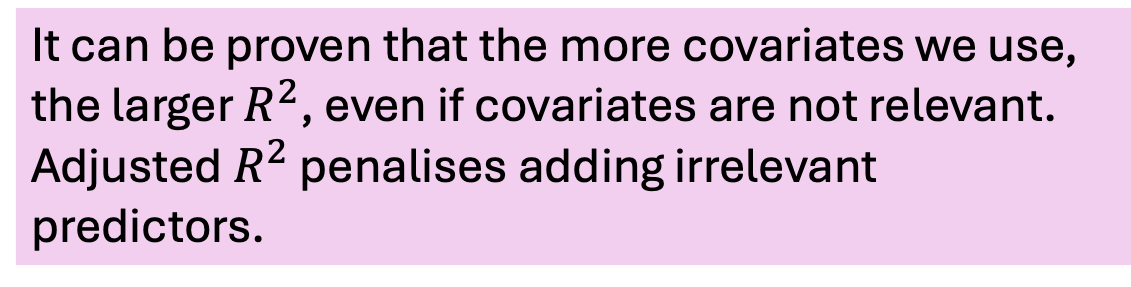 It can be proven that the more covariates we use,
the larger R², even if covariates are not relevant.
Adjusted R² penalises adding irrelevant
predictors.